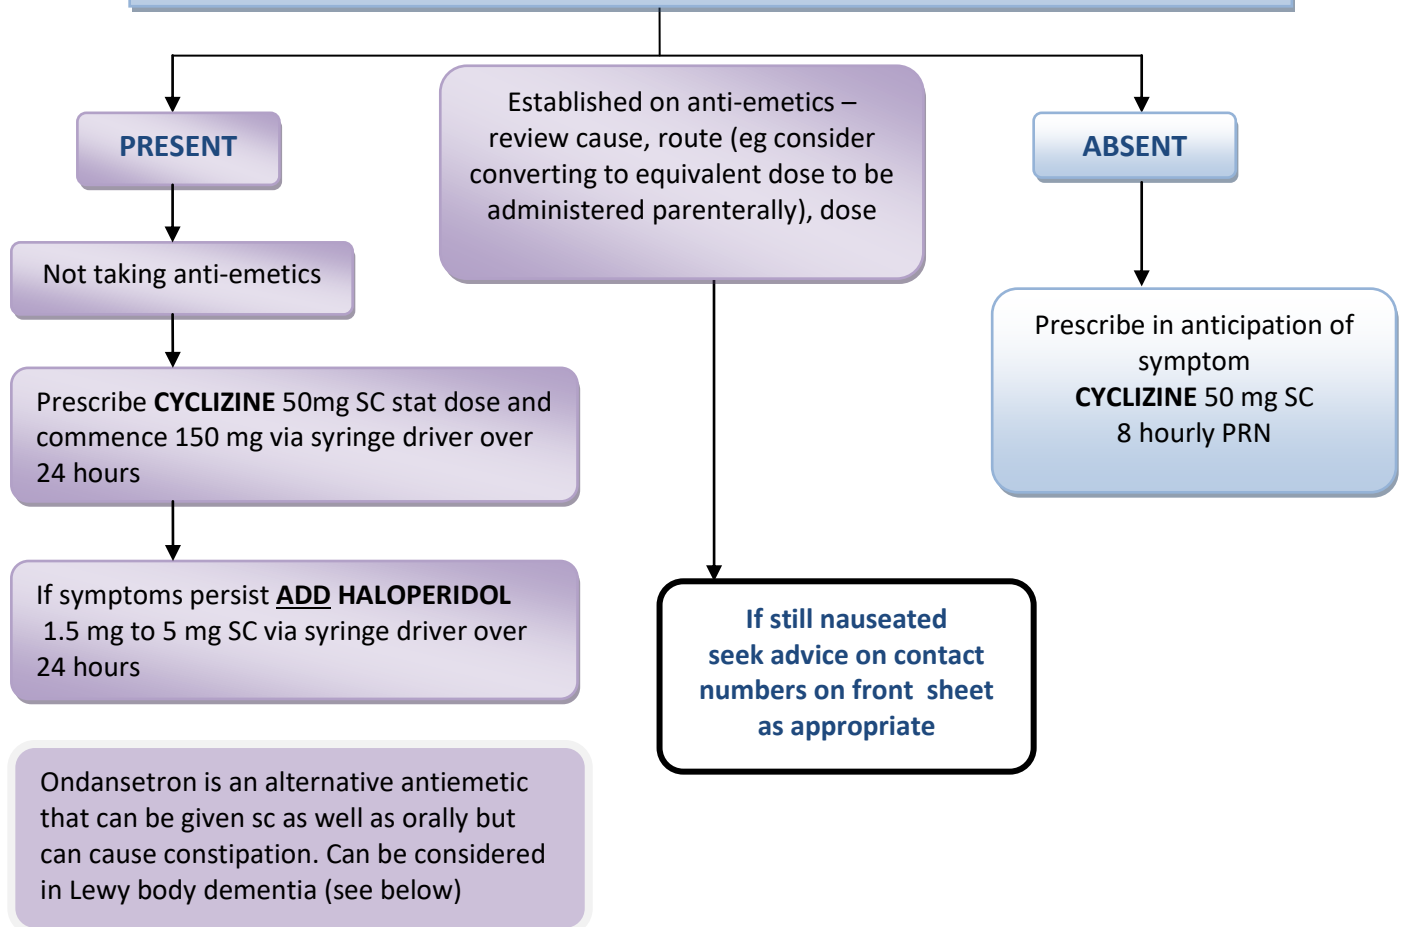 PRESENT
Not taking anti-emetics
Prescribe CYCLIZINE 50mg SC stat dose and
commence 150 mg via syringe driver over
24 hours
If symptoms persist ADD HALOPERIDOL
1.5 mg to 5 mg SC via syringe driver over
24 hours
Ondansetron is an alternative antiemetic
that can be given sc as well as orally but
can cause constipation. Can be considered
in Lewy body dementia (see below)
Established on anti-emetics –
review cause, route (eg consider
converting to equivalent dose to be
administered parenterally), dose
If still nauseated
seek advice on contact
numbers on front sheet
as appropriate
ABSENT
Prescribe in anticipation of
symptom
CYCLIZINE 50 mg SC
8 hourly PRN